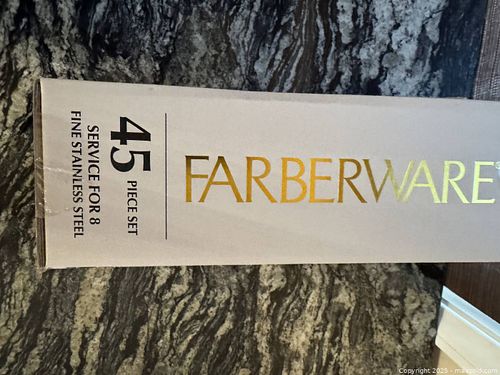 FARBERWARE®
45 PIECE SET
SERVICE FOR 8
FINE STAINLESS STEEL
Copyright 2025 - maxsold.com